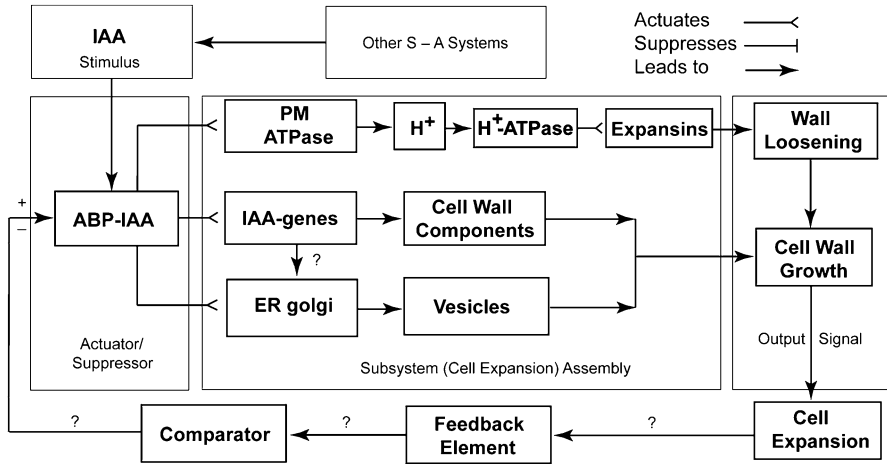 IAA
Stimulus
Other S – A Systems
Actuates
Suppresses
Leads to
PM
ATPase
H+
H+-ATPase
Expansins
Wall
Loosening
+
–
ABP-IAA
IAA-genes
Cell Wall
Components
Cell Wall
Growth
?
ER golgi
Vesicles
Actuator/
Suppressor
Subsystem (Cell Expansion) Assembly
Output Signal
?
Comparator
?
Feedback
Element
?
Cell
Expansion